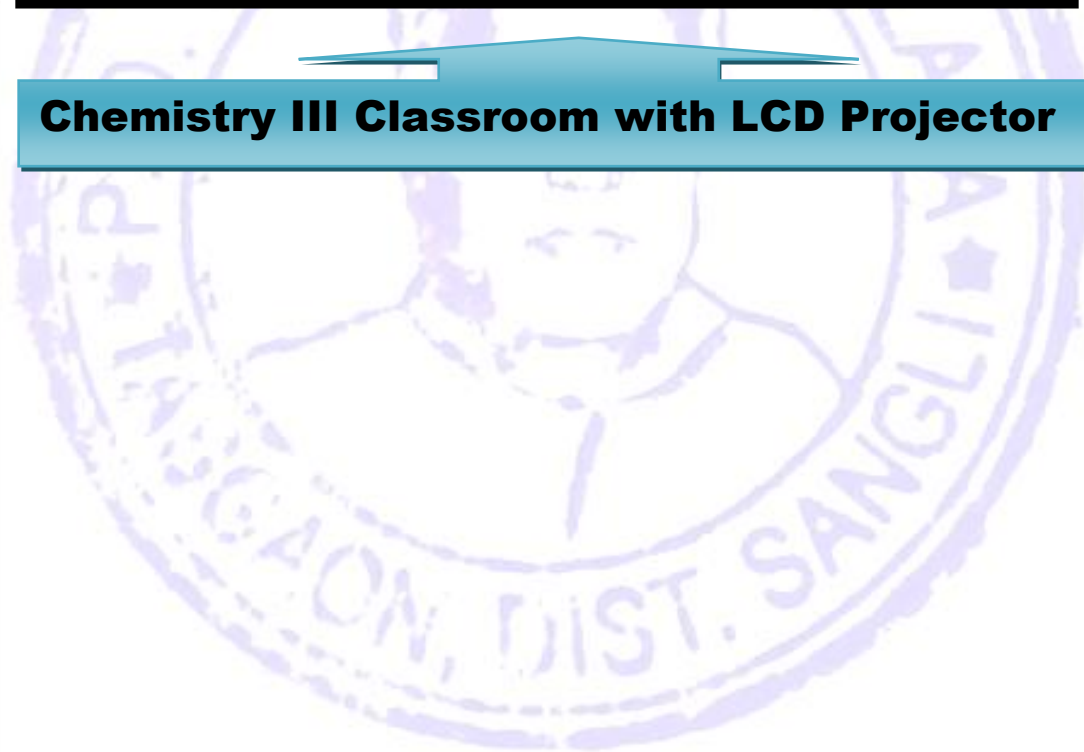 Chemistry III Classroom with LCD Projector
TASGAON, DIST. SANGLI